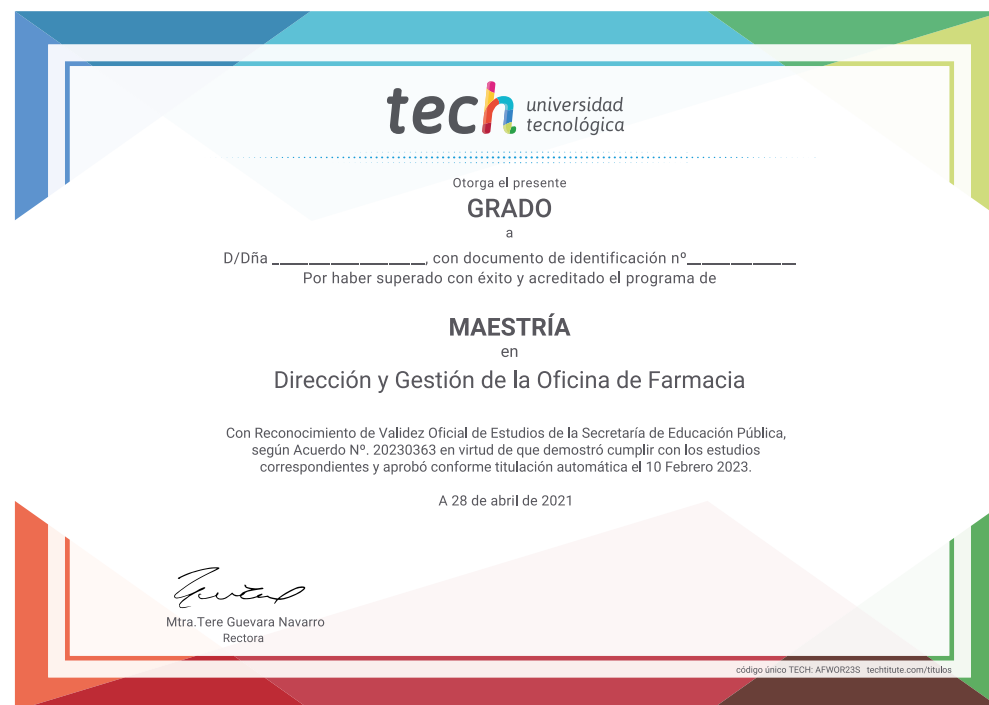 tech universidad
tecnológica
Otorga el presente
GRADO
a
D/Dña ____________________, con documento de identificación nº______________
Por haber superado con éxito y acreditado el programa de
MAESTRÍA
en
Dirección y Gestión de la Oficina de Farmacia
Con Reconocimiento de Validez Oficial de Estudios de la Secretaría de Educación Pública,
según Acuerdo Nº. 20230363 en virtud de que demostró cumplir con los estudios
correspondientes y aprobó conforme titulación automática el 10 Febrero 2023.
A 28 de abril de 2021
Mtra.Tere Guevara Navarro
Rectora
código único TECH: AFWOR23S techtitute.com/titulos